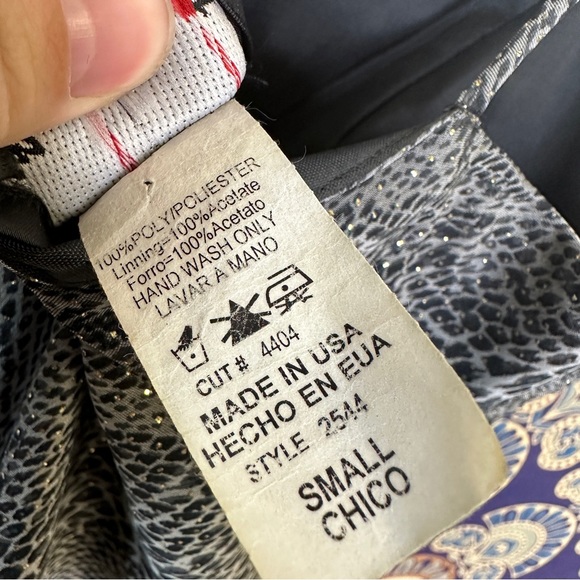 100%POLY/POLIESTER
Linning=100%Acetate
Forro=100%Acetato
HAND WASH ONLY
LAVAR A MANO
CUT# 4404
MADE IN USA
HECHO EN EUA
STYLE 2544
SMALL
CHICO